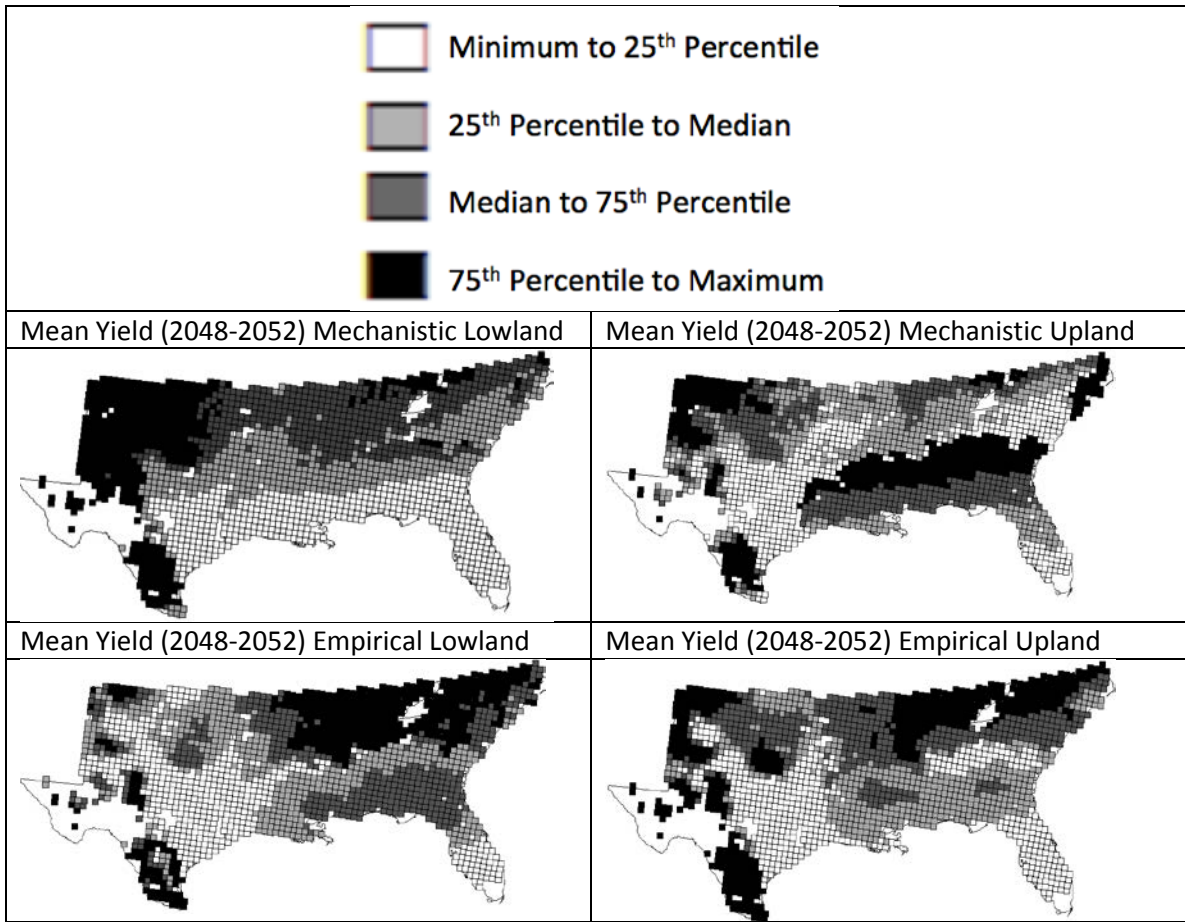 Minimum to 25th Percentile
25th Percentile to Median
Median to 75th Percentile
75th Percentile to Maximum
Mean Yield (2048-2052) Mechanistic Lowland
Mean Yield (2048-2052) Mechanistic Upland
Mean Yield (2048-2052) Empirical Lowland
Mean Yield (2048-2052) Empirical Upland